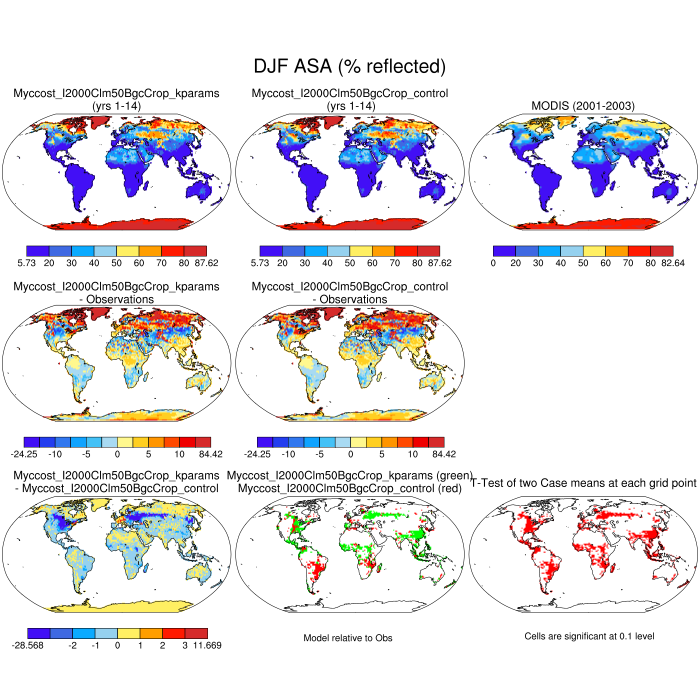 DJF ASA (% reflected)
Myccost_I2000Clm50BgcCrop_kparams
(yrs 1-14)
Myccost_I2000Clm50BgcCrop_control
(yrs 1-14)
MODIS (2001-2003)
5.73 20 30 40 50 60 70 80 87.62
5.73 20 30 40 50 60 70 80 87.62
0 20 30 40 50 60 70 80 82.64
Myccost_I2000Clm50BgcCrop_kparams
- Observations
Myccost_I2000Clm50BgcCrop_control
- Observations
-24.25 -10 -5 0 5 10 84.42
-24.25 -10 -5 0 5 10 84.42
Myccost_I2000Clm50BgcCrop_kparams
- Myccost_I2000Clm50BgcCrop_control
Myccost_I2000Clm50BgcCrop_kparams (green)
Myccost_I2000Clm50BgcCrop_control (red)
T-Test of two Case means at each grid point
-28.568 -2 -1 0 1 2 3 11.669
Model relative to Obs
Cells are significant at 0.1 level